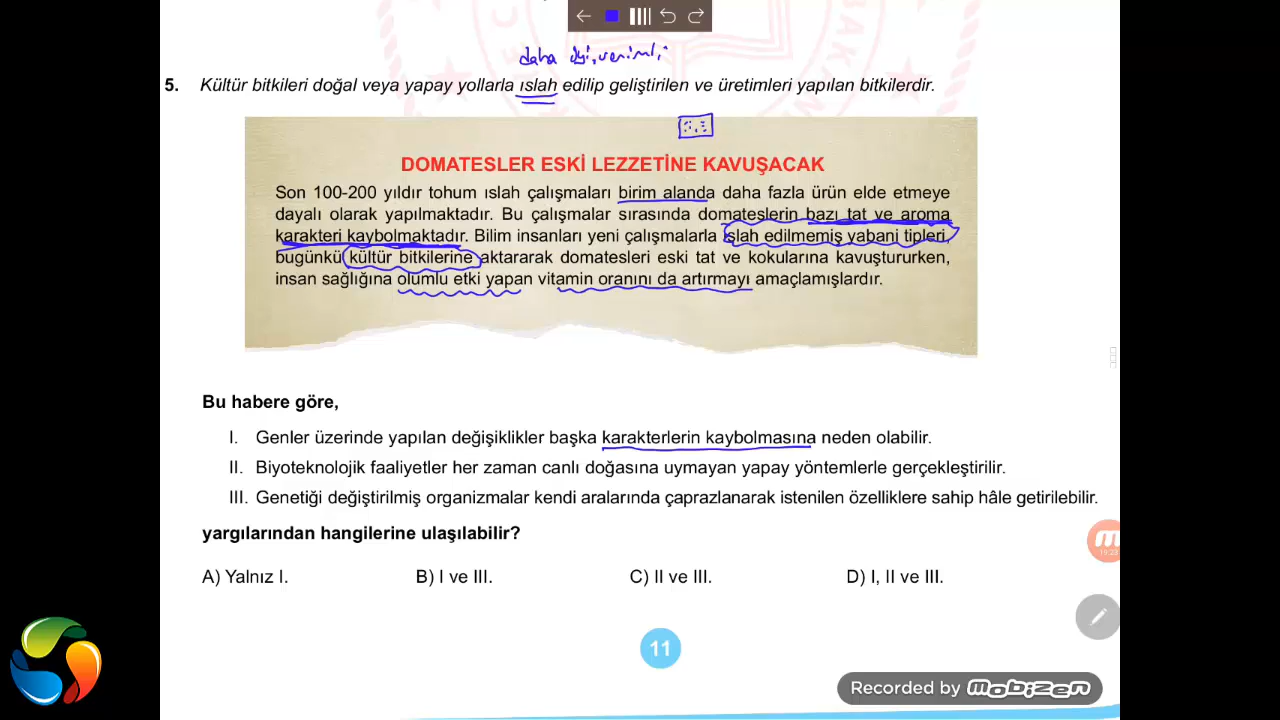 daha iyi, verimli
5. Kültür bitkileri doğal veya yapay yollarla ıslah edilip geliştirilen ve üretimleri yapılan bitkilerdir.
DOMATESLER ESKİ LEZZETİNE KAVUŞACAK
Son 100-200 yıldır tohum ıslah çalışmaları birim alanda daha fazla ürün elde etmeye
dayalı olarak yapılmaktadır. Bu çalışmalar sırasında domateslerin bazı tat ve aroma
karakteri kaybolmaktadır. Bilim insanları yeni çalışmalarla ıslah edilmemiş yabani tipleri,
bugünkü kültür bitkilerine aktararak domatesleri eski tat ve kokularına kavuştururken,
insan sağlığına olumlu etki yapan vitamin oranını da artırmayı amaçlamışlardır.
Bu habere göre,
I. Genler üzerinde yapılan değişiklikler başka karakterlerin kaybolmasına neden olabilir.
II. Biyoteknolojik faaliyetler her zaman canlı doğasına uymayan yapay yöntemlerle gerçekleştirilir.
III. Genetiği değiştirilmiş organizmalar kendi aralarında çaprazlanarak istenilen özelliklere sahip hâle getirilebilir.
yargılarından hangilerine ulaşılabilir?
A) Yalnız I. B) I ve III. C) II ve III. D) I, II ve III.
11
Recorded by mobizen